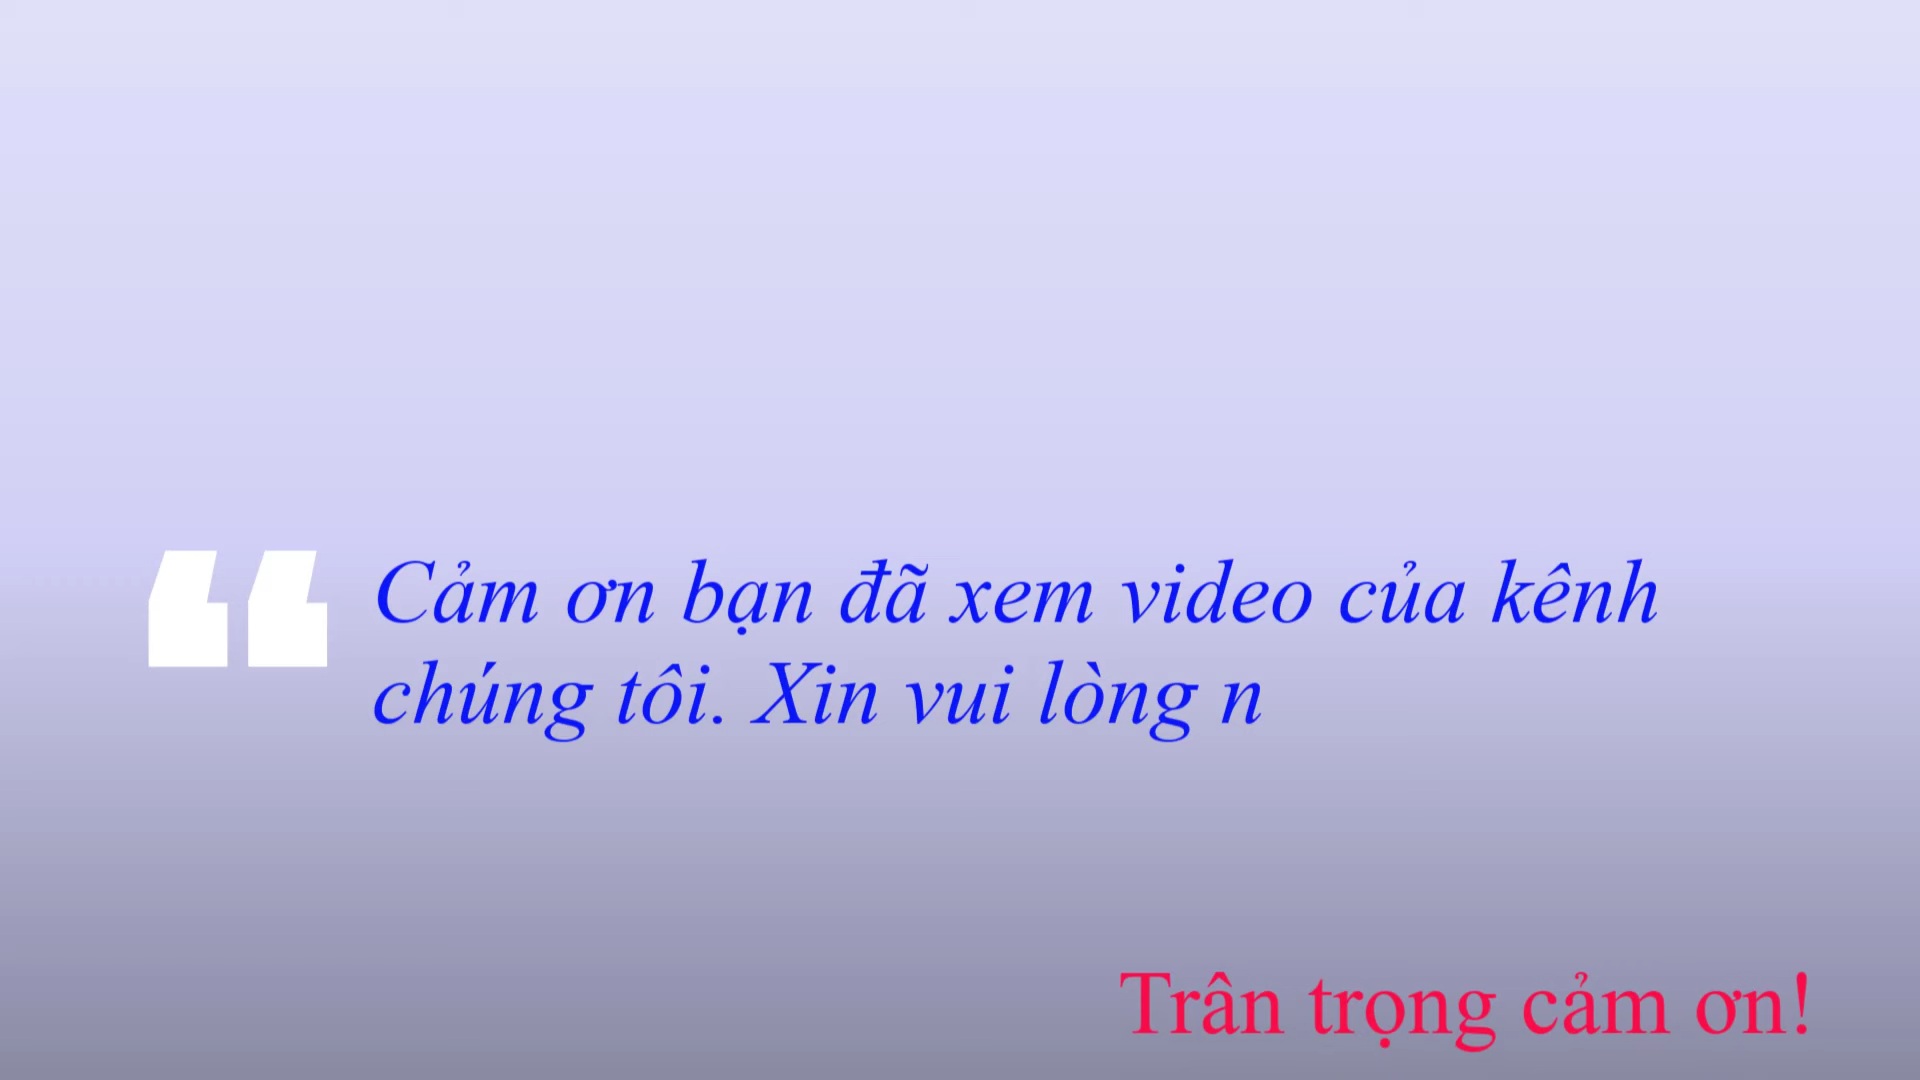 “ Cảm ơn bạn đã xem video của kênh
chúng tôi. Xin vui lòng n
Trân trọng cảm ơn!